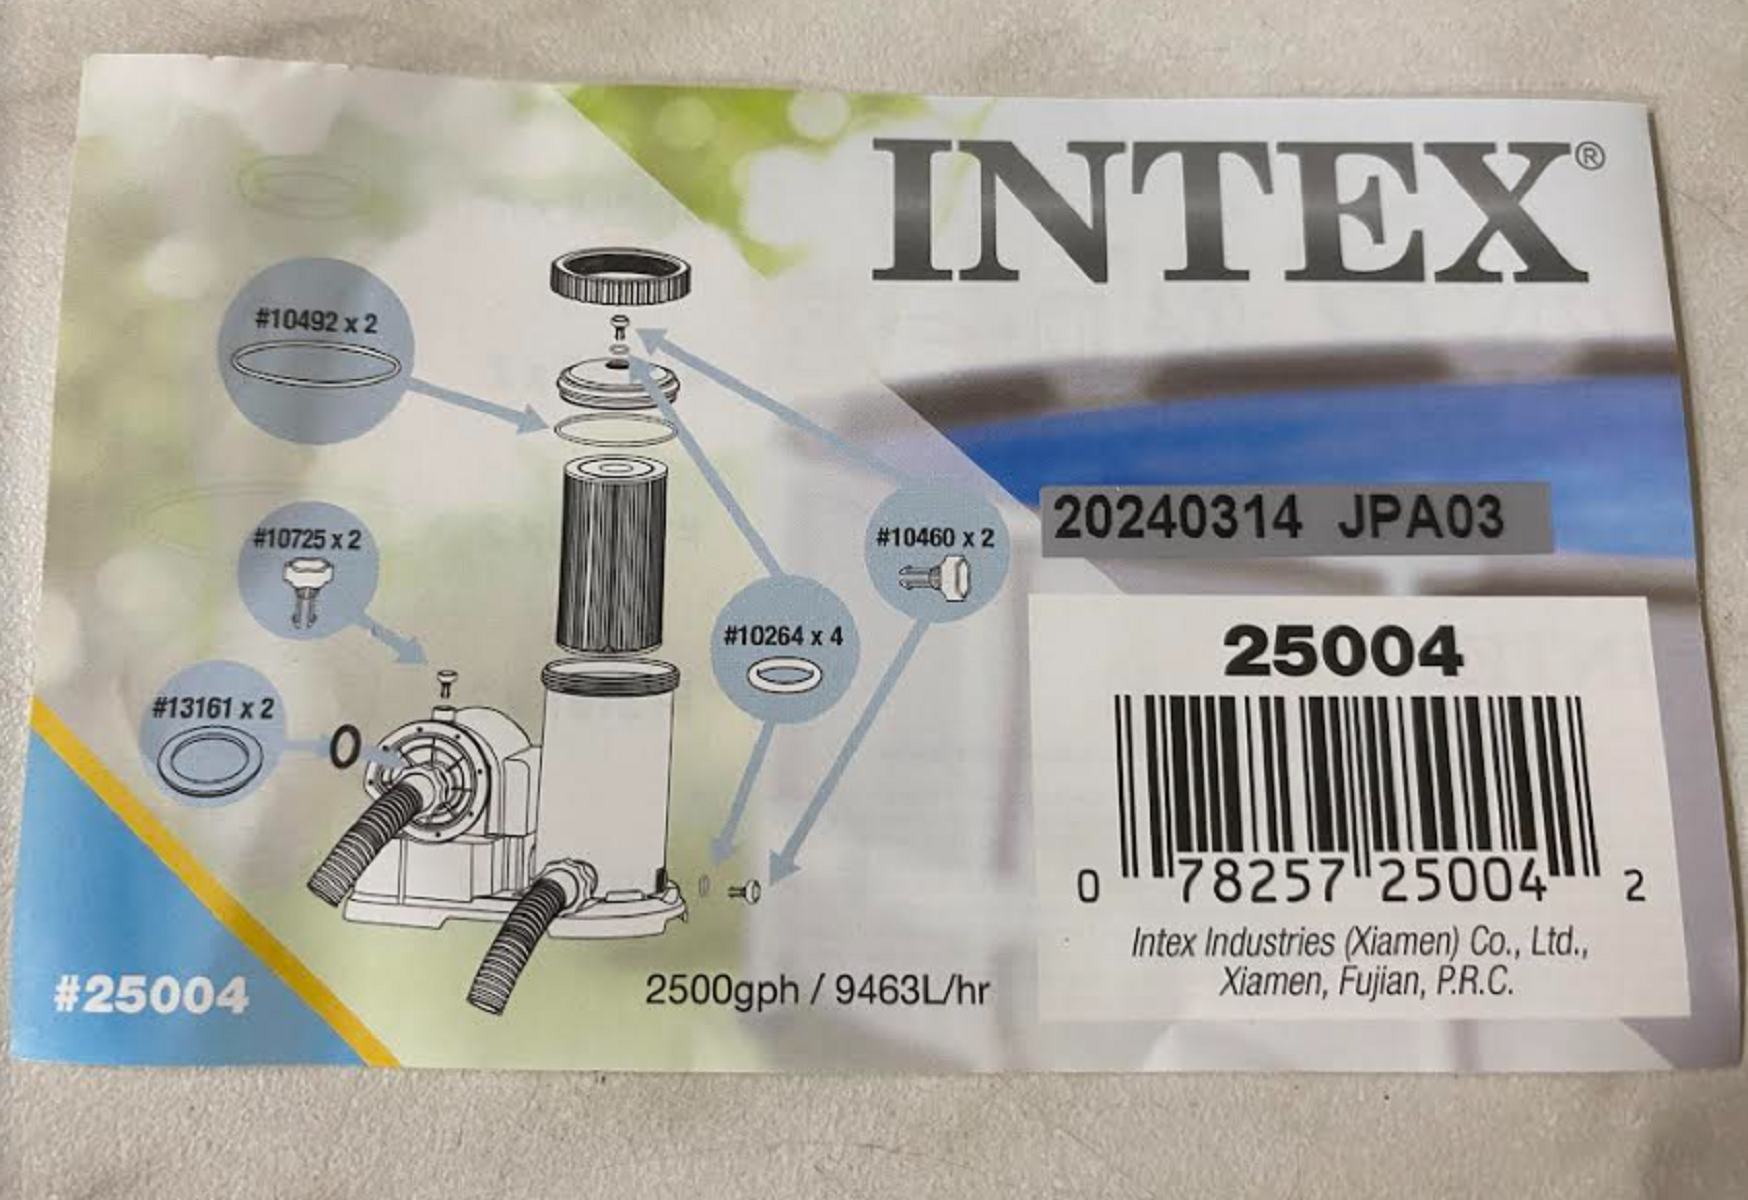 INTEX®
#10492 x 2
#10725 x 2
#13161 x 2
#10264 x 4
#10460 x 2
20240314 JPA03
25004
0 78257 25004 2
Intex Industries (Xiamen) Co., Ltd.,
Xiamen, Fujian, P.R.C.
2500gph / 9463L/hr
#25004